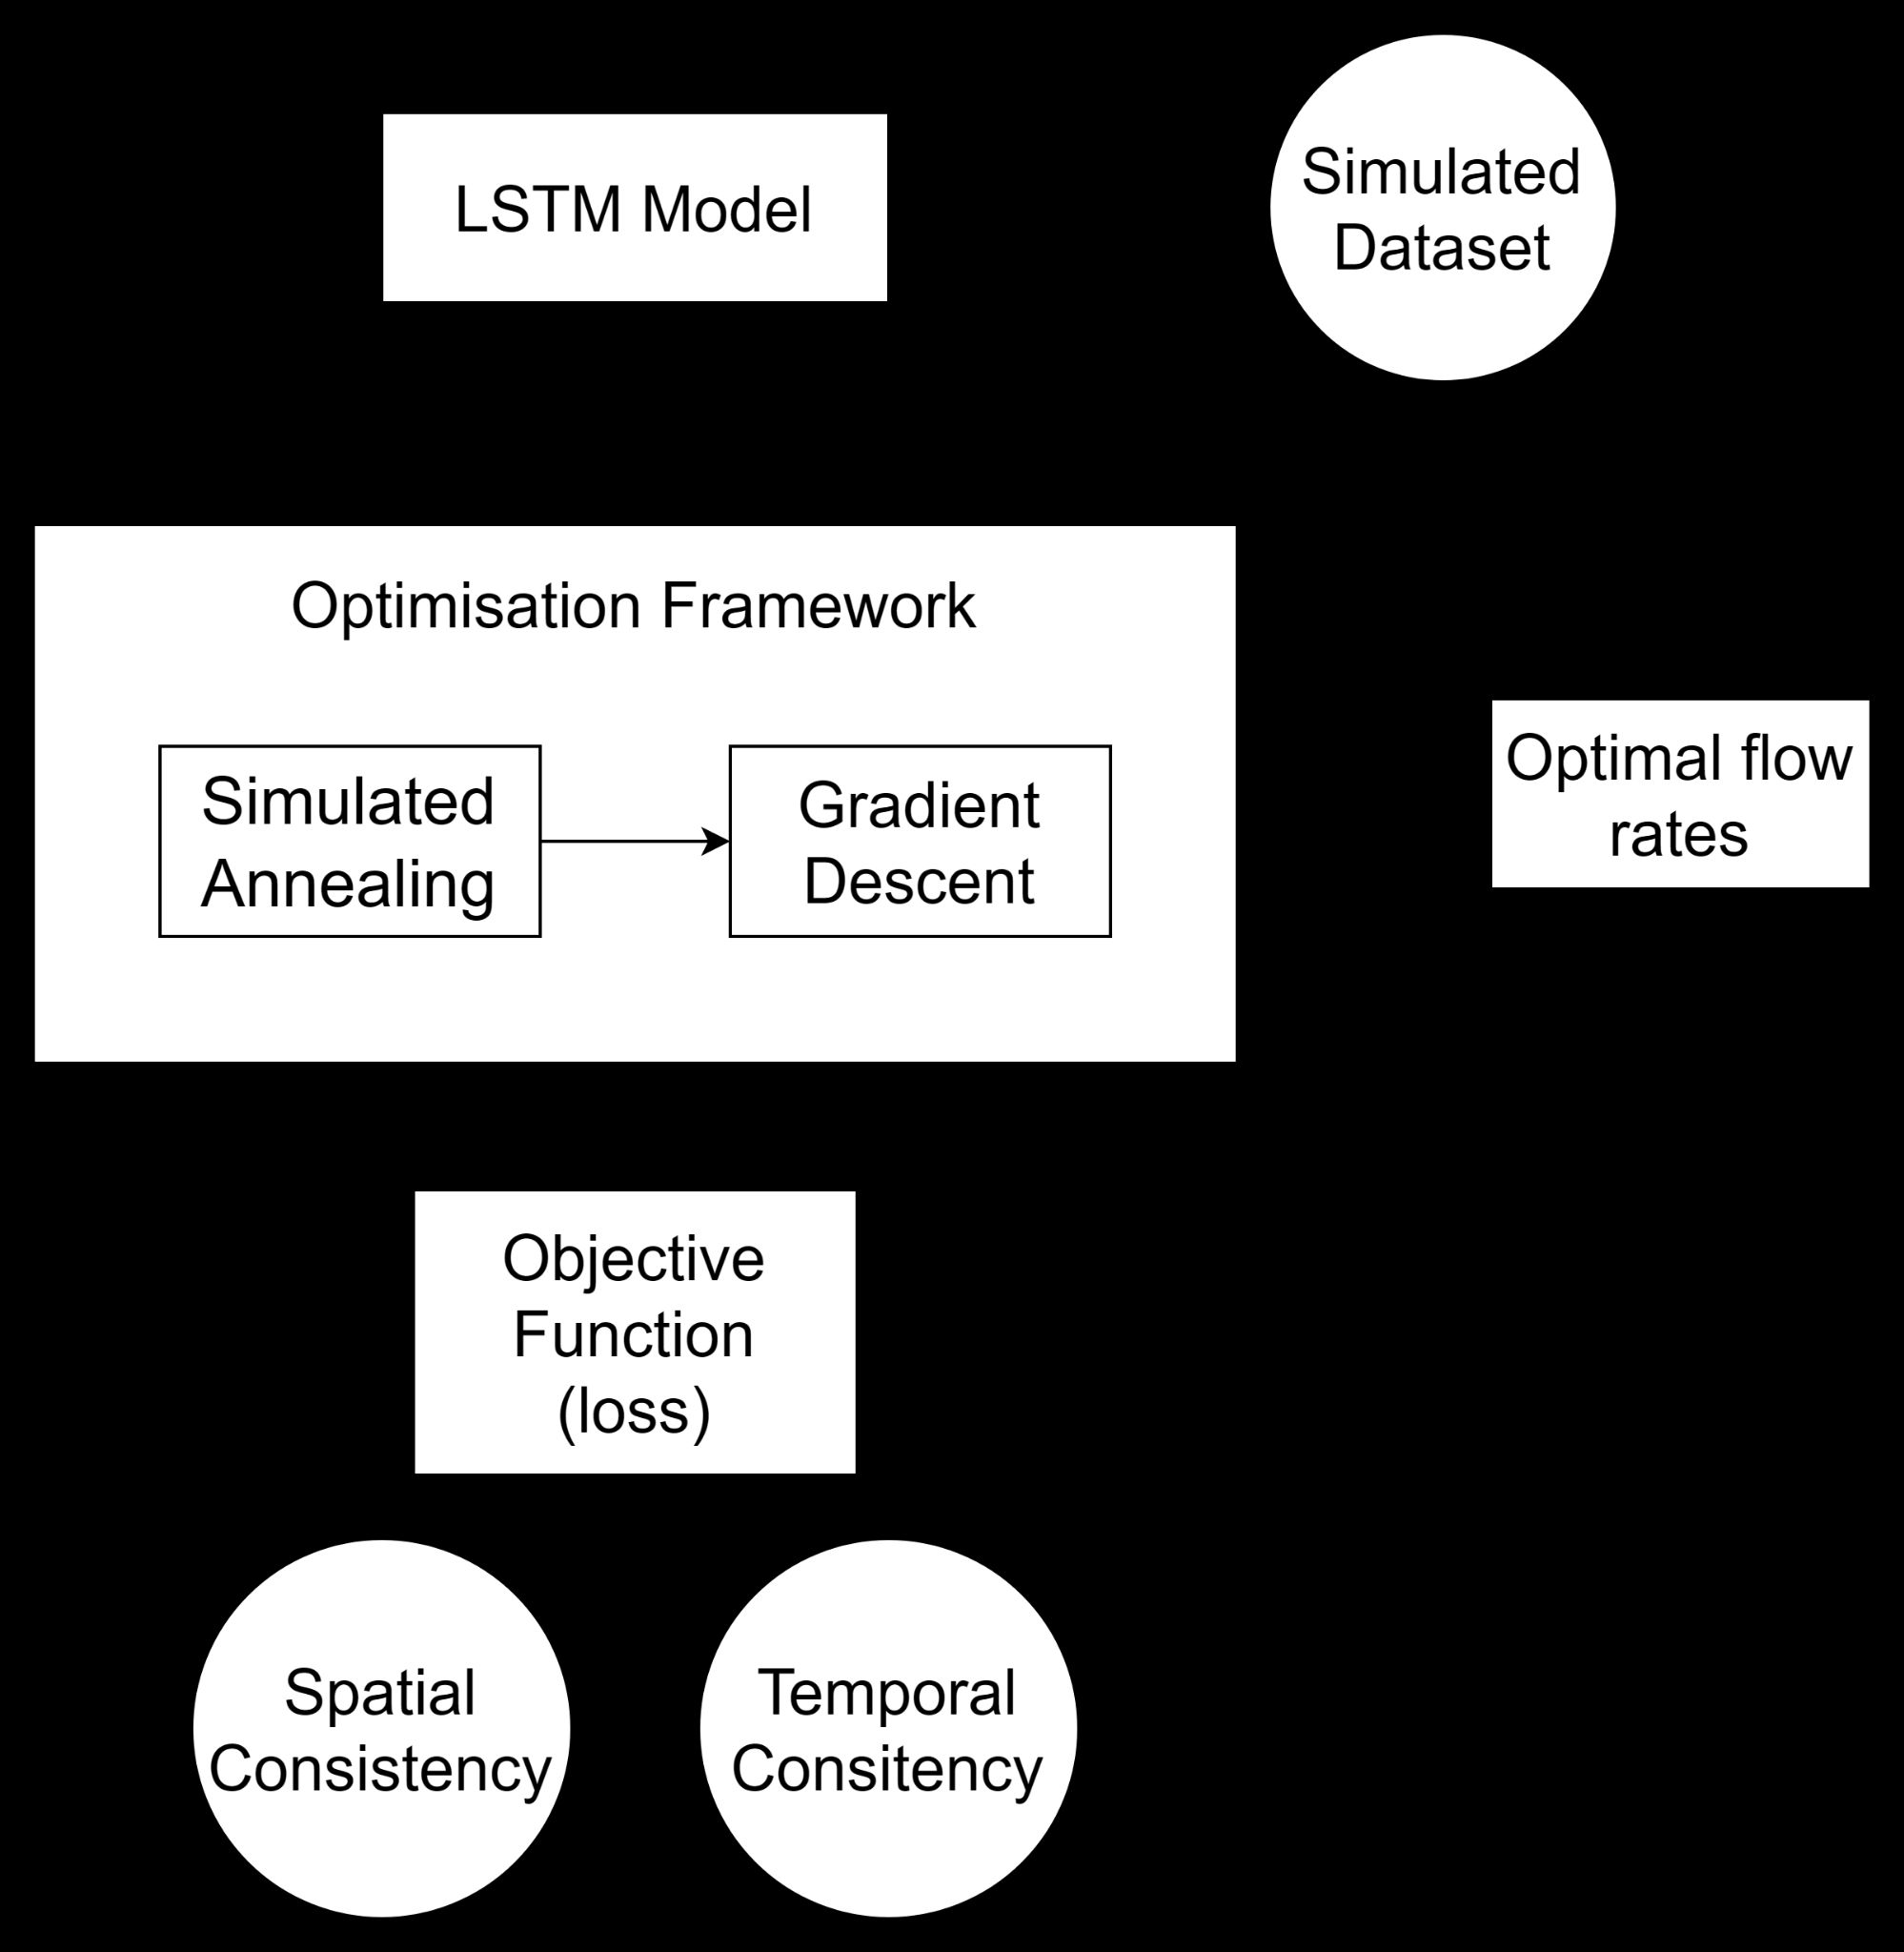 LSTM Model
Simulated
Dataset
Optimisation Framework
Simulated
Annealing
Gradient
Descent
Optimal flow
rates
Objective
Function
(loss)
Spatial
Consistency
Temporal
Consitency